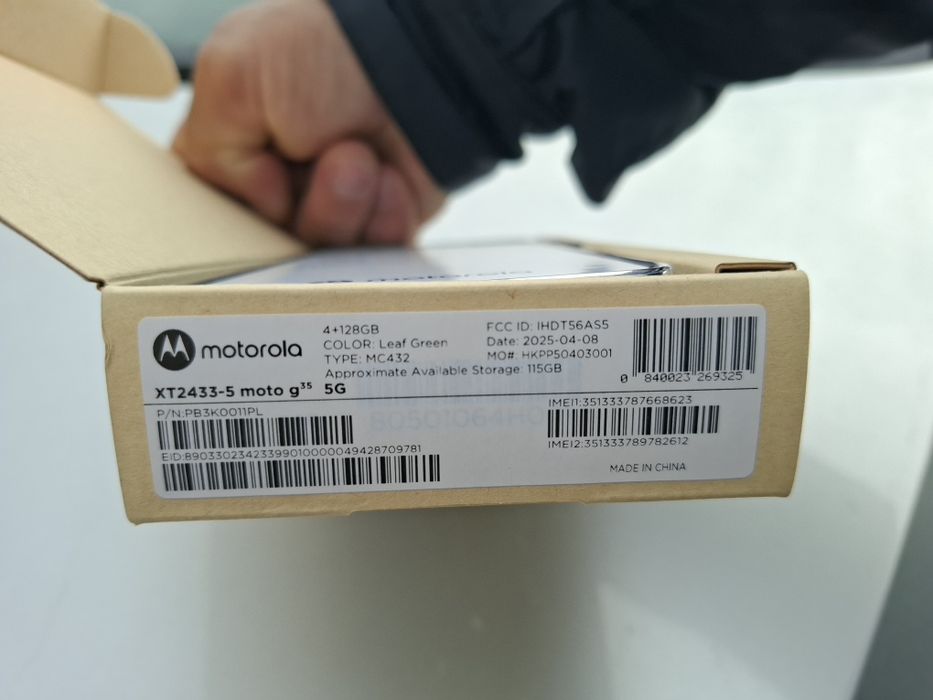 motorola
motorola
4+128GB
COLOR: Leaf Green
TYPE: MC432
Approximate Available Storage: 115GB
FCC ID: IHDT56AS5
Date: 2025-04-08
MO#: HKPP50403001
0 840023 269325
XT2433-5 moto g³⁵ 5G
P/N:PB3K0011PL
EID:89033023423399010000049428709781
IMEI1:351333787668623
IMEI2:351333789782612
MADE IN CHINA